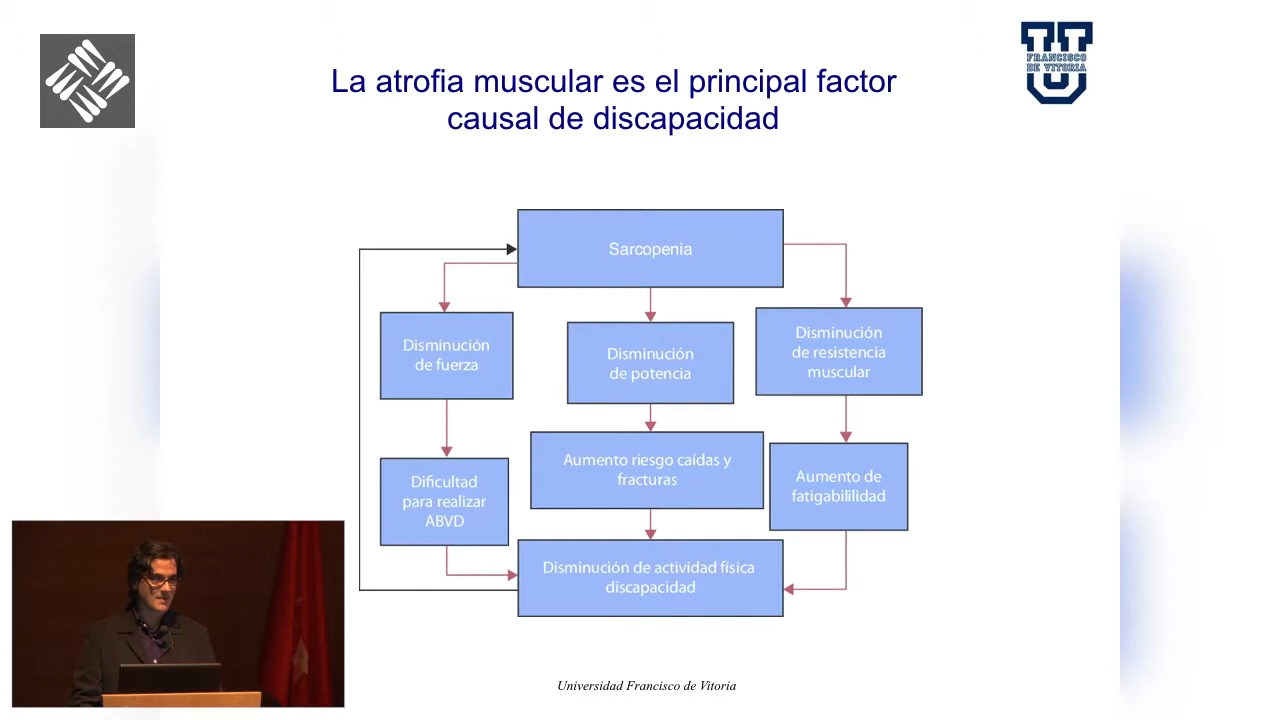 La atrofia muscular es el principal factor
causal de discapacidad
FRANCISCO
DE VITORIA
Sarcopenia
Disminución
de fuerza
Disminución
de potencia
Disminución
de resistencia
muscular
Dificultad
para realizar
ABVD
Aumento riesgo caídas y
fracturas
Aumento de
fatigabililidad
Disminución de actividad física
discapacidad
Universidad Francisco de Vitoria